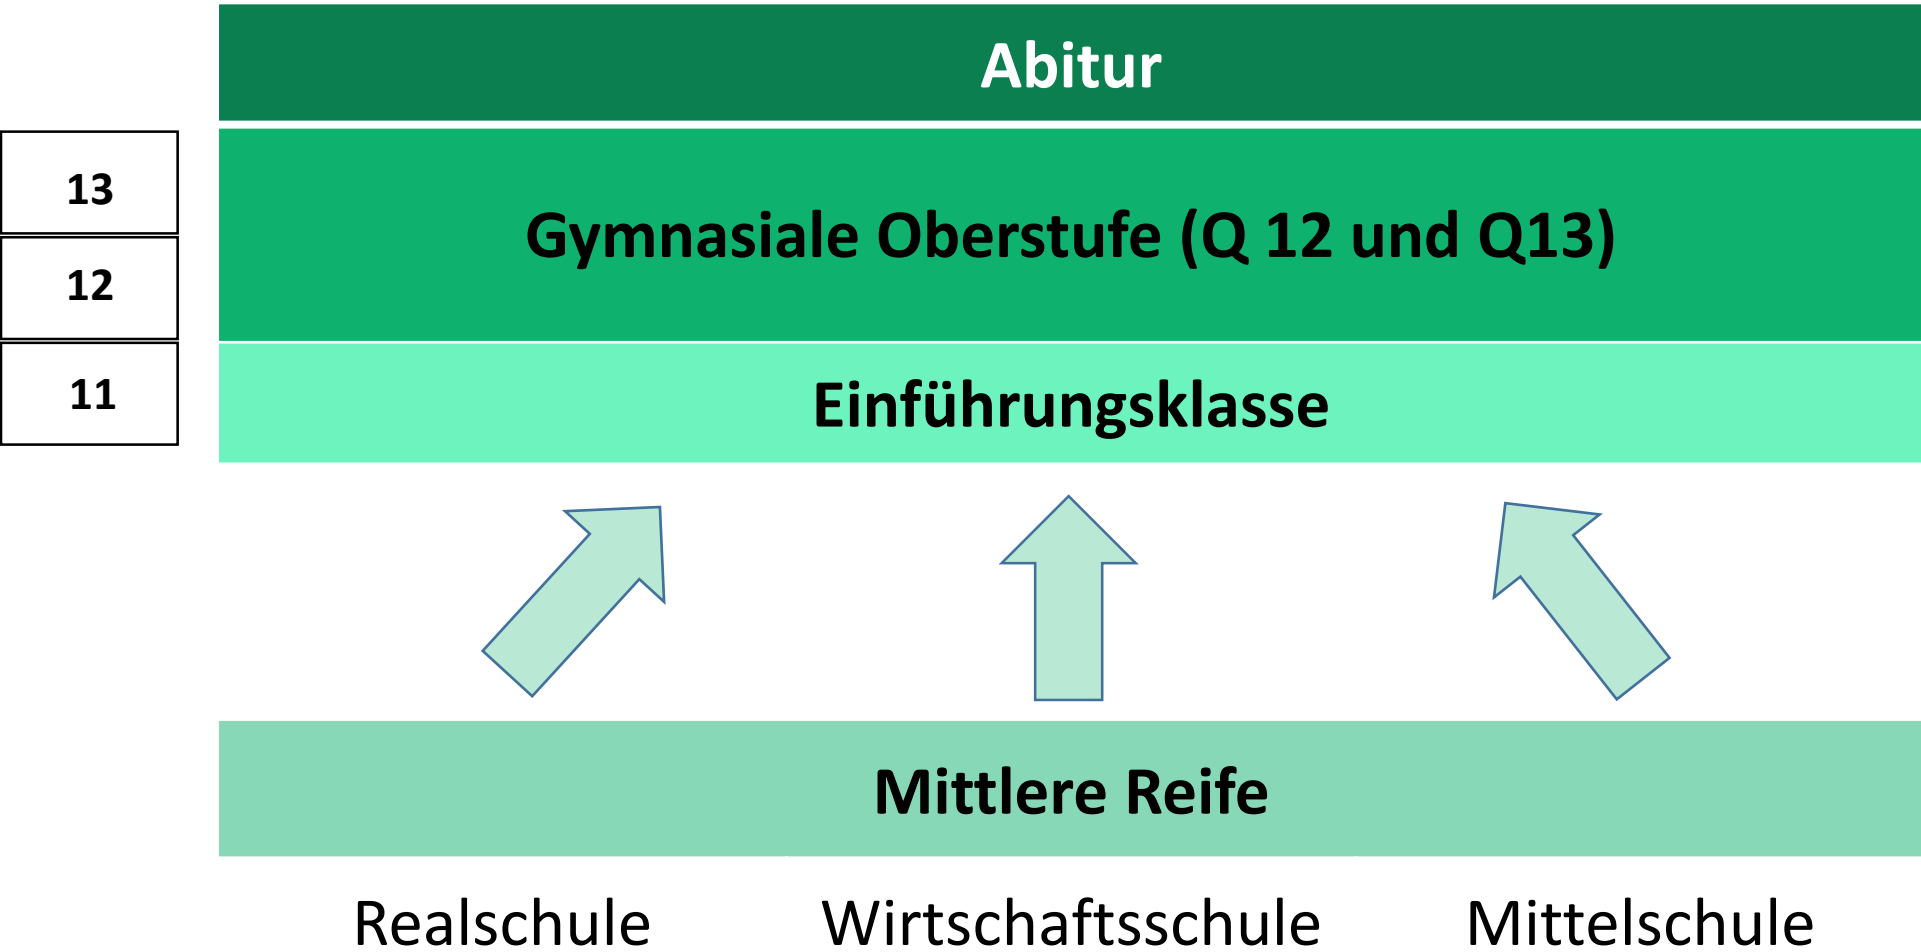 Abitur
13
Gymnasiale Oberstufe (Q 12 und Q13)
12
11
Einführungsklasse
Mittlere Reife
Realschule
Wirtschaftsschule
Mittelschule